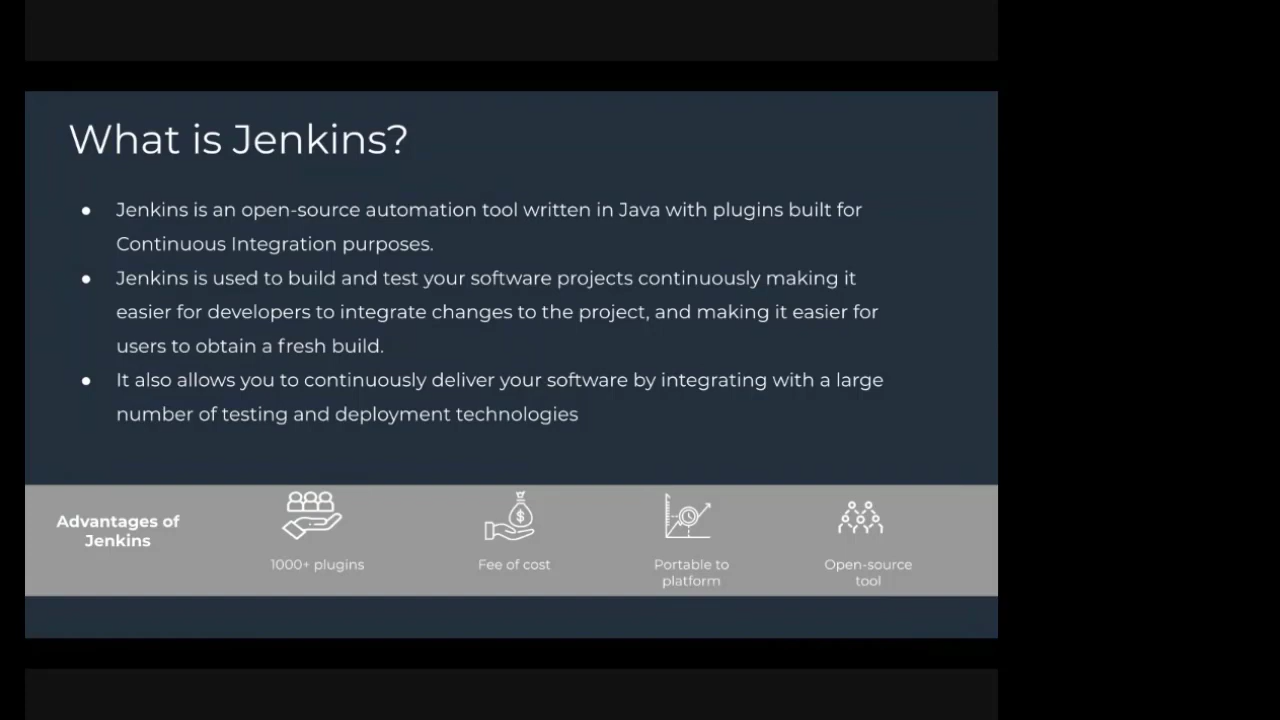 What is Jenkins?
● Jenkins is an open-source automation tool written in Java with plugins built for
Continuous Integration purposes.
● Jenkins is used to build and test your software projects continuously making it
easier for developers to integrate changes to the project, and making it easier for
users to obtain a fresh build.
● It also allows you to continuously deliver your software by integrating with a large
number of testing and deployment technologies
Advantages of
Jenkins
1000+ plugins
$
Fee of cost
Portable to
platform
Open-source
tool